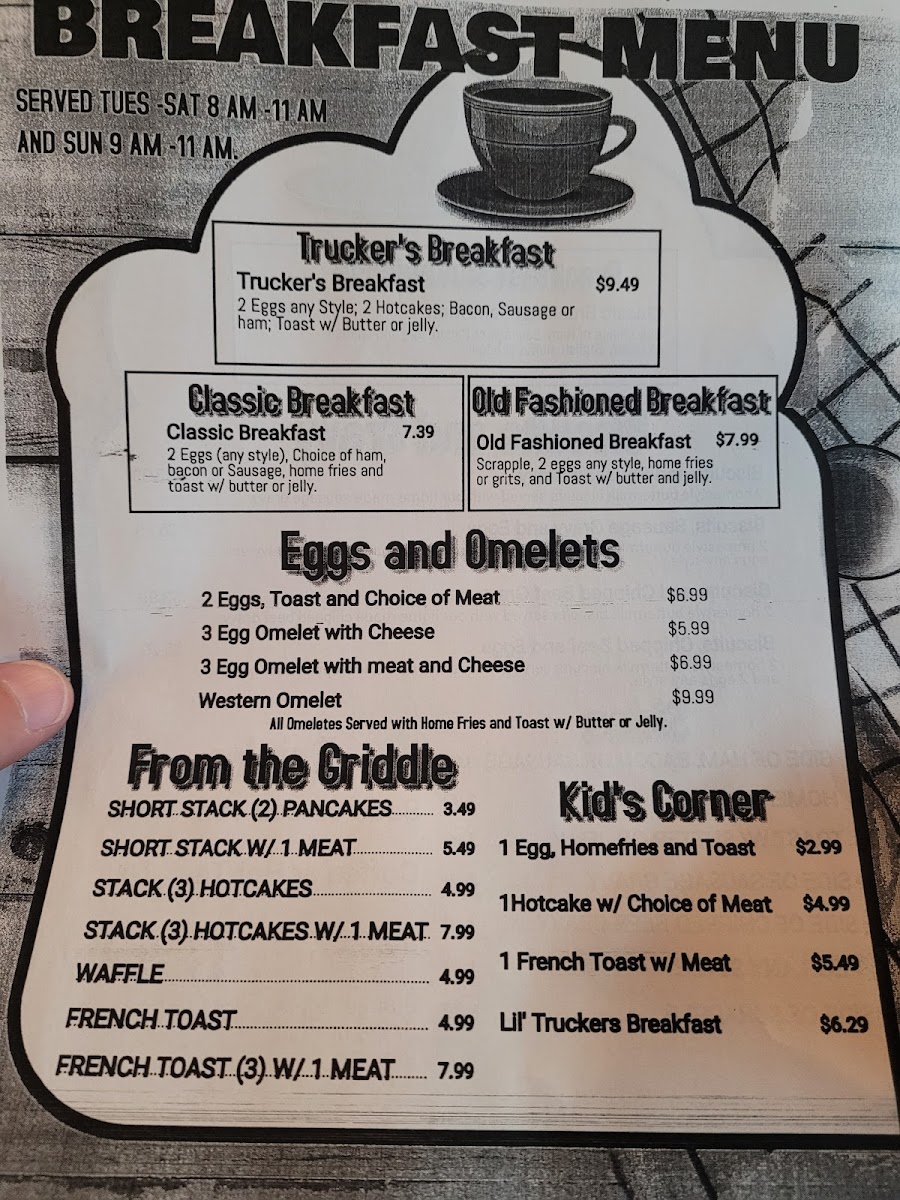 BREAKFAST MENU
SERVED TUES -SAT 8 AM -11 AM
AND SUN 9 AM -11 AM.
Trucker's Breakfast
Trucker's Breakfast $9.49
2 Eggs any Style; 2 Hotcakes; Bacon, Sausage or
ham; Toast w/ Butter or jelly.
Classic Breakfast
Classic Breakfast 7.39
2 Eggs (any style), Choice of ham,
bacon or Sausage, home fries and
toast w/ butter or jelly.
Old Fashioned Breakfast
Old Fashioned Breakfast $7.99
Scrapple, 2 eggs any style, home fries
or grits, and Toast w/ butter and jelly.
Eggs and Omelets
2 Eggs, Toast and Choice of Meat $6.99
3 Egg Omelet with Cheese $5.99
3 Egg Omelet with meat and Cheese $6.99
Western Omelet $9.99
All Omeletes Served with Home Fries and Toast w/ Butter or Jelly.
From the Griddle
SHORT STACK (2) PANCAKES.......... 3.49
SHORT STACK W/ 1 MEAT.................. 5.49
STACK (3) HOTCAKES............................ 4.99
STACK (3) HOTCAKES W/ 1 MEAT. 7.99
WAFFLE............................................................. 4.99
FRENCH TOAST............................................. 4.99
FRENCH TOAST (3) W/ 1 MEAT........ 7.99
Kid's Corner
1 Egg, Homefries and Toast $2.99
1Hotcake w/ Choice of Meat $4.99
1 French Toast w/ Meat $5.49
Lil' Truckers Breakfast $6.29